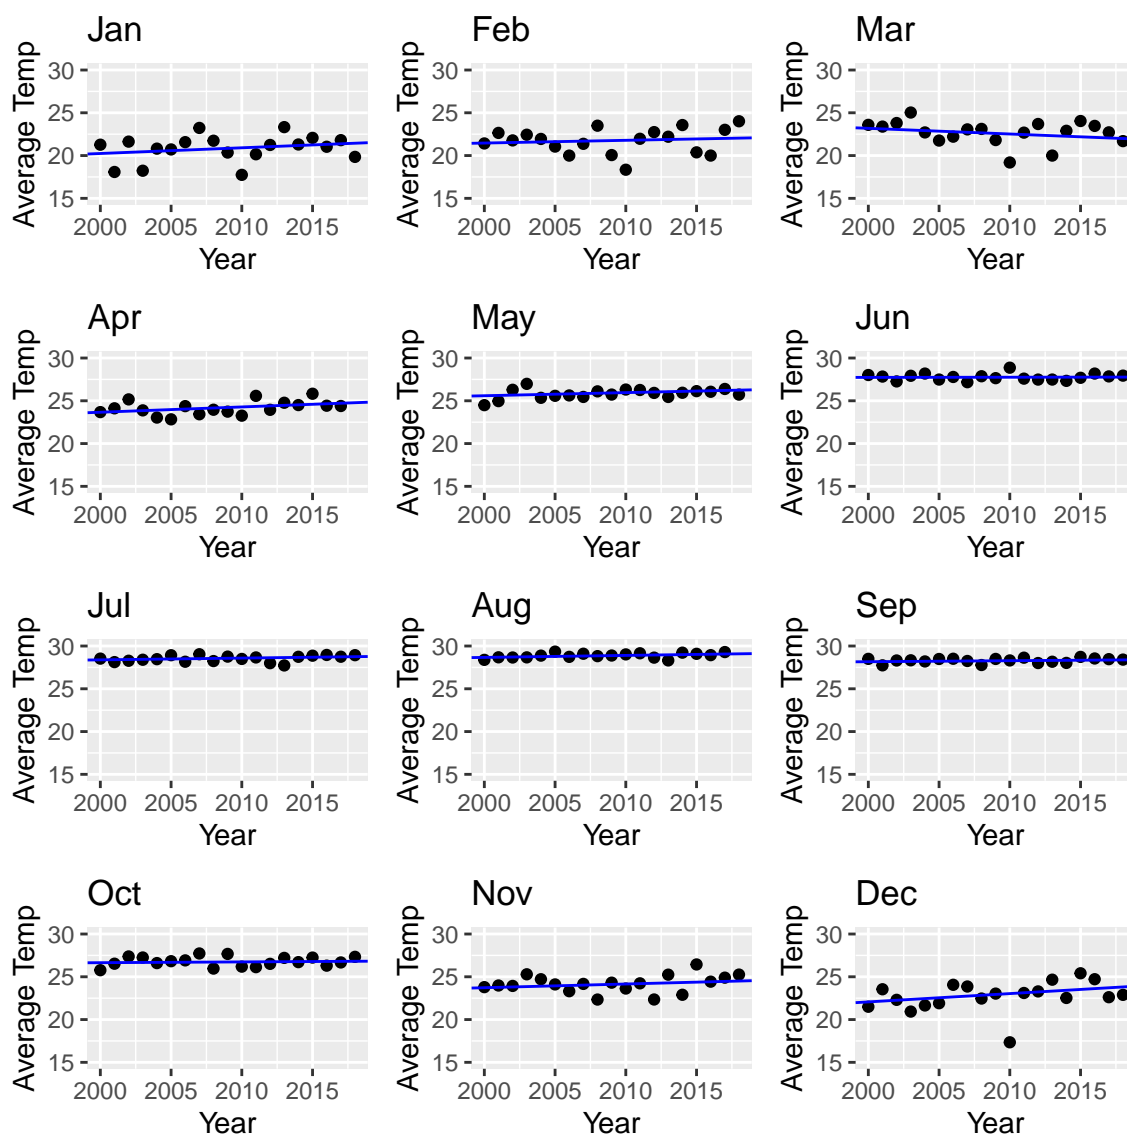 Jan Feb Mar
Average Temp 30 25 20 15 Average Temp 30 25 20 15 Average Temp 30 25 20 15
2000 2005 2010 2015 2000 2005 2010 2015 2000 2005 2010 2015
Year Year Year
Apr May Jun
Average Temp 30 25 20 15 Average Temp 30 25 20 15 Average Temp 30 25 20 15
2000 2005 2010 2015 2000 2005 2010 2015 2000 2005 2010 2015
Year Year Year
Jul Aug Sep
Average Temp 30 25 20 15 Average Temp 30 25 20 15 Average Temp 30 25 20 15
2000 2005 2010 2015 2000 2005 2010 2015 2000 2005 2010 2015
Year Year Year
Oct Nov Dec
Average Temp 30 25 20 15 Average Temp 30 25 20 15 Average Temp 30 25 20 15
2000 2005 2010 2015 2000 2005 2010 2015 2000 2005 2010 2015
Year Year Year